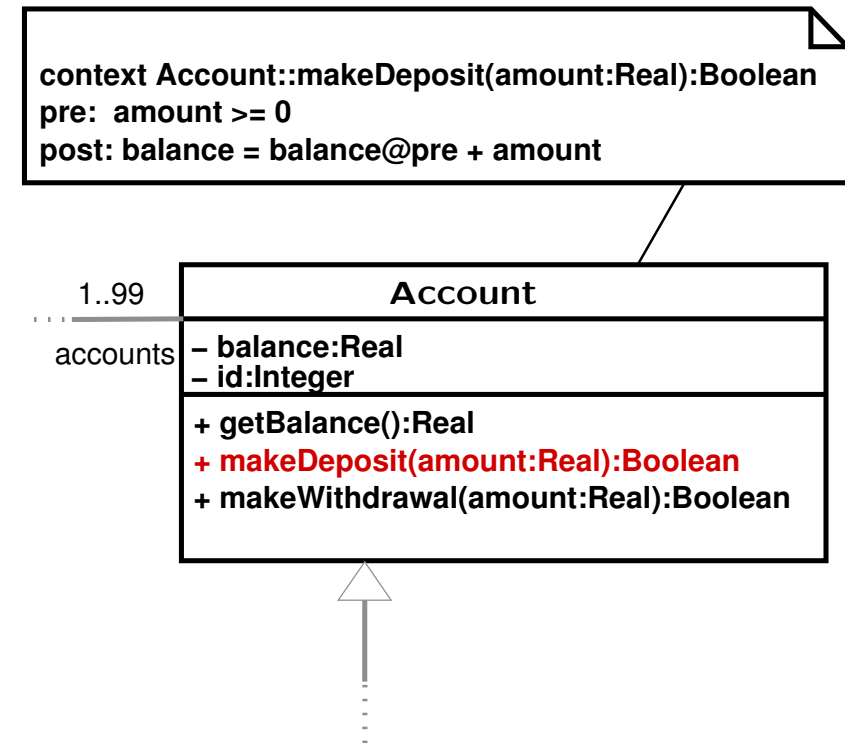 context Account::makeDeposit(amount:Real):Boolean
pre:  amount >= 0
post: balance = balance@pre + amount
1..99
Account
accounts
– balance:Real
– id:Integer
+ getBalance():Real
+ makeDeposit(amount:Real):Boolean
+ makeWithdrawal(amount:Real):Boolean